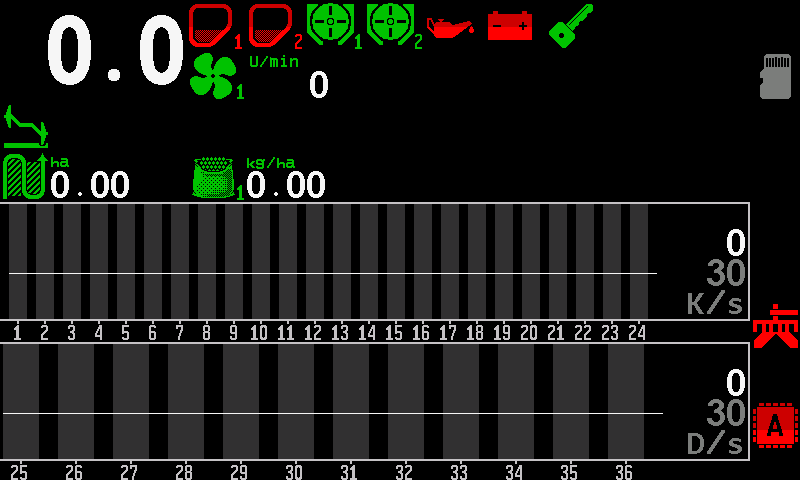 0.0
1 2 1 2
1 U/min 0
ha 0.00 1 kg/ha 0.00
0
30
K/s
1 2 3 4 5 6 7 8 9 10 11 12 13 14 15 16 17 18 19 20 21 22 23 24
0
30
A
D/s
25 26 27 28 29 30 31 32 33 34 35 36